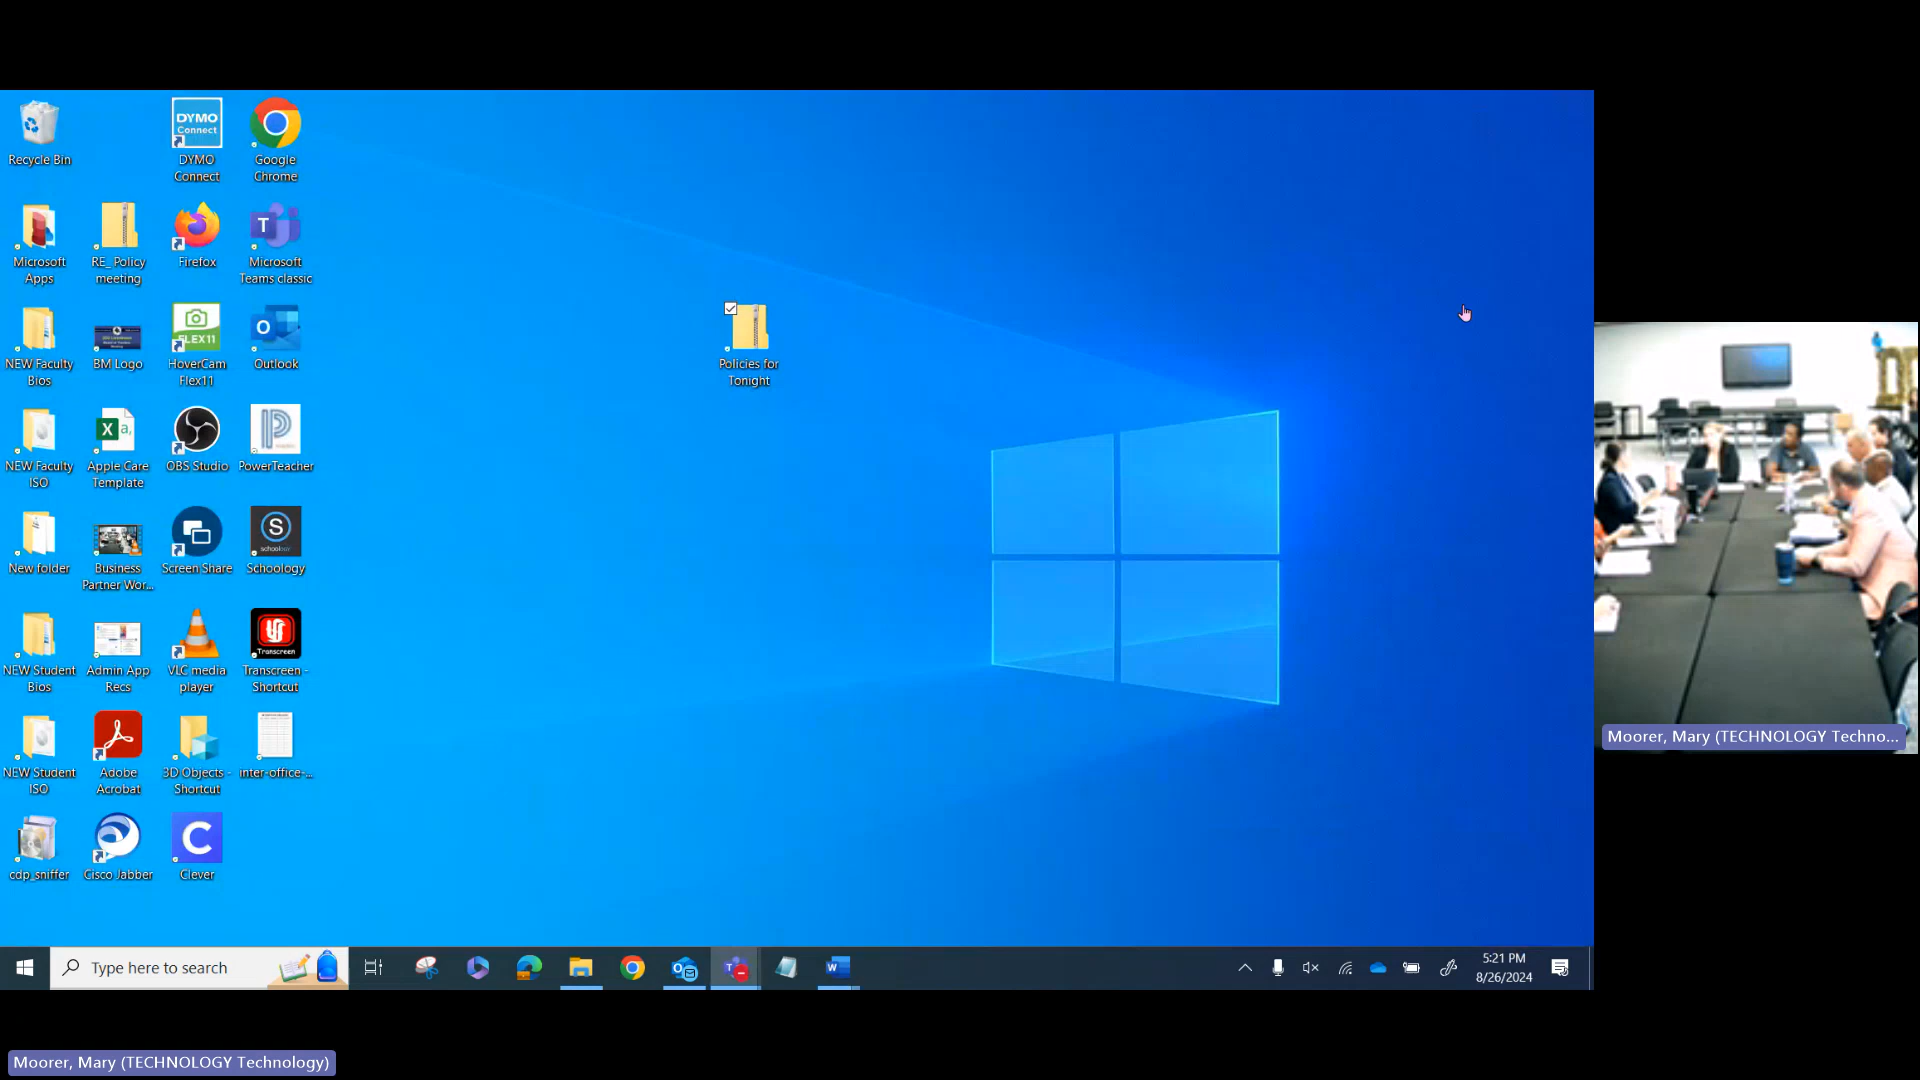 Recycle Bin
DYMO
Connect
DYMO
Connect
Google
Chrome
Microsoft
Apps
RE_ Policy
meeting
Firefox
T
Microsoft
Teams classic
NEW Faculty
Bios
BM Logo
FLEX11
HoverCam
Flex11
Outlook
Policies for
Tonight
NEW Faculty
ISO
Apple Care
Template
OBS Studio
PowerTeacher
New folder
Business
Partner Wor...
Screen Share
S
schoology
Schoology
NEW Student
Bios
Admin App
Recs
VLC media
player
Transcreen
Transcreen -
Shortcut
NEW Student
ISO
Adobe
Acrobat
3D Objects -
Shortcut
inter-office-...
cdp_sniffer
Cisco Jabber
C
Clever
Type here to search
5:21 PM
8/26/2024
Moorer, Mary (TECHNOLOGY Techno...
Moorer, Mary (TECHNOLOGY Technology)